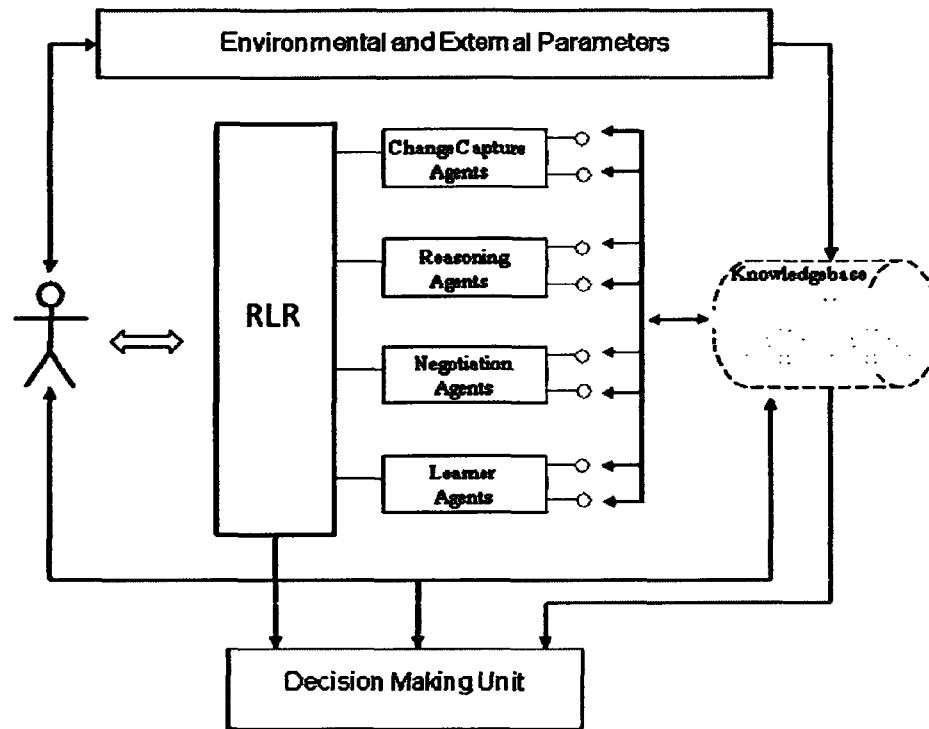 Environmental and External Parameters
Change Capture
Agents
Reasoning
Agents
Knowledgebase
RLR
Negotiation
Agents
Learner
Agents
Decision Making Unit